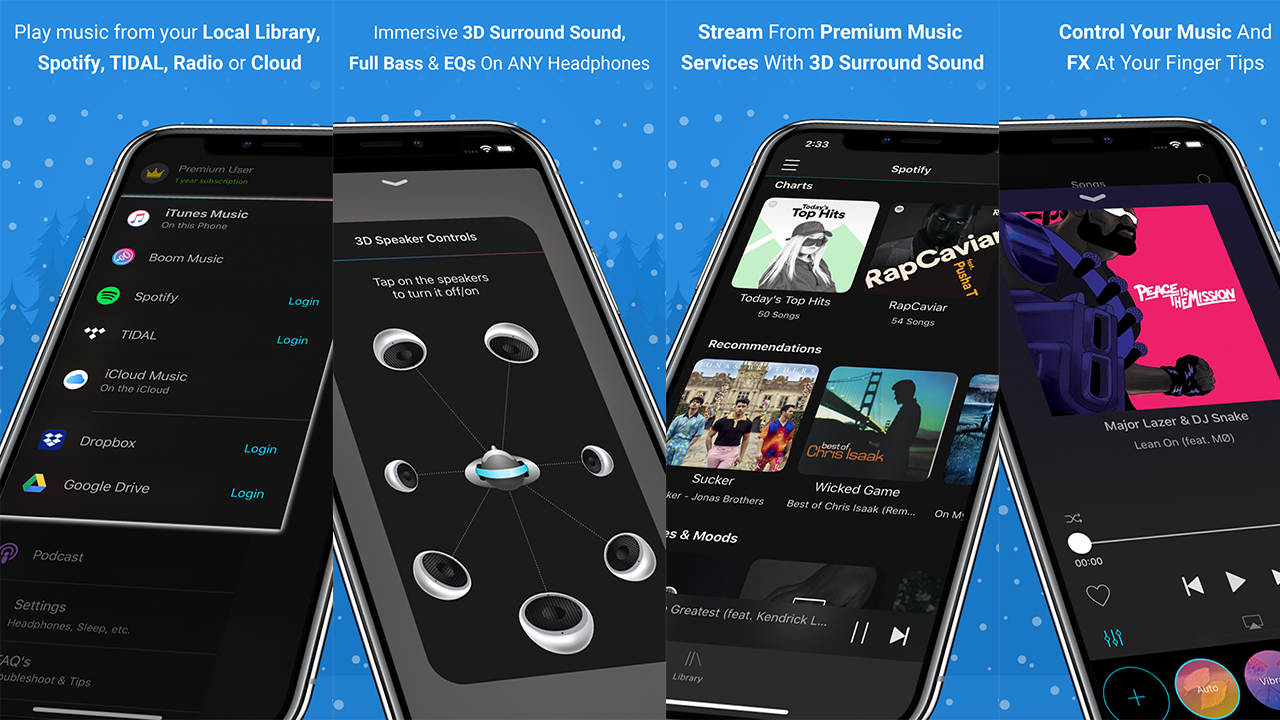 Play music from your Local Library,
Spotify, TIDAL, Radio or Cloud
Premium User
1 year subscription
iTunes Music
On this Phone
Boom Music
Spotify
Login
TIDAL
Login
iCloud Music
On the iCloud
Dropbox
Login
Google Drive
Login
Podcast
Settings
Headphones, Sleep, etc.
FAQ's
oubleshoot & Tips
Immersive 3D Surround Sound,
Full Bass & EQs On ANY Headphones
3D Speaker Controls
Tap on the speakers
to turn it off/on
Stream From Premium Music
Services With 3D Surround Sound
2:33
Spotify
Charts
Today's
Top Hits
RapCaviar
feat.
Pusha T
Today's Top Hits
50 Songs
RapCaviar
54 Songs
Recommendations
JONAS BROTHERS
best of
Chris Isaak
Sucker
ker - Jonas Brothers
Wicked Game
Best of Chris Isaak (Rem...
On My
es & Moods
Greatest (feat. Kendrick L...
Library
Control Your Music And
FX At Your Finger Tips
Songs
PEACE IS THE MISSION
Major Lazer & DJ Snake
Lean On (feat. MØ)
00:00
Auto
Vibr